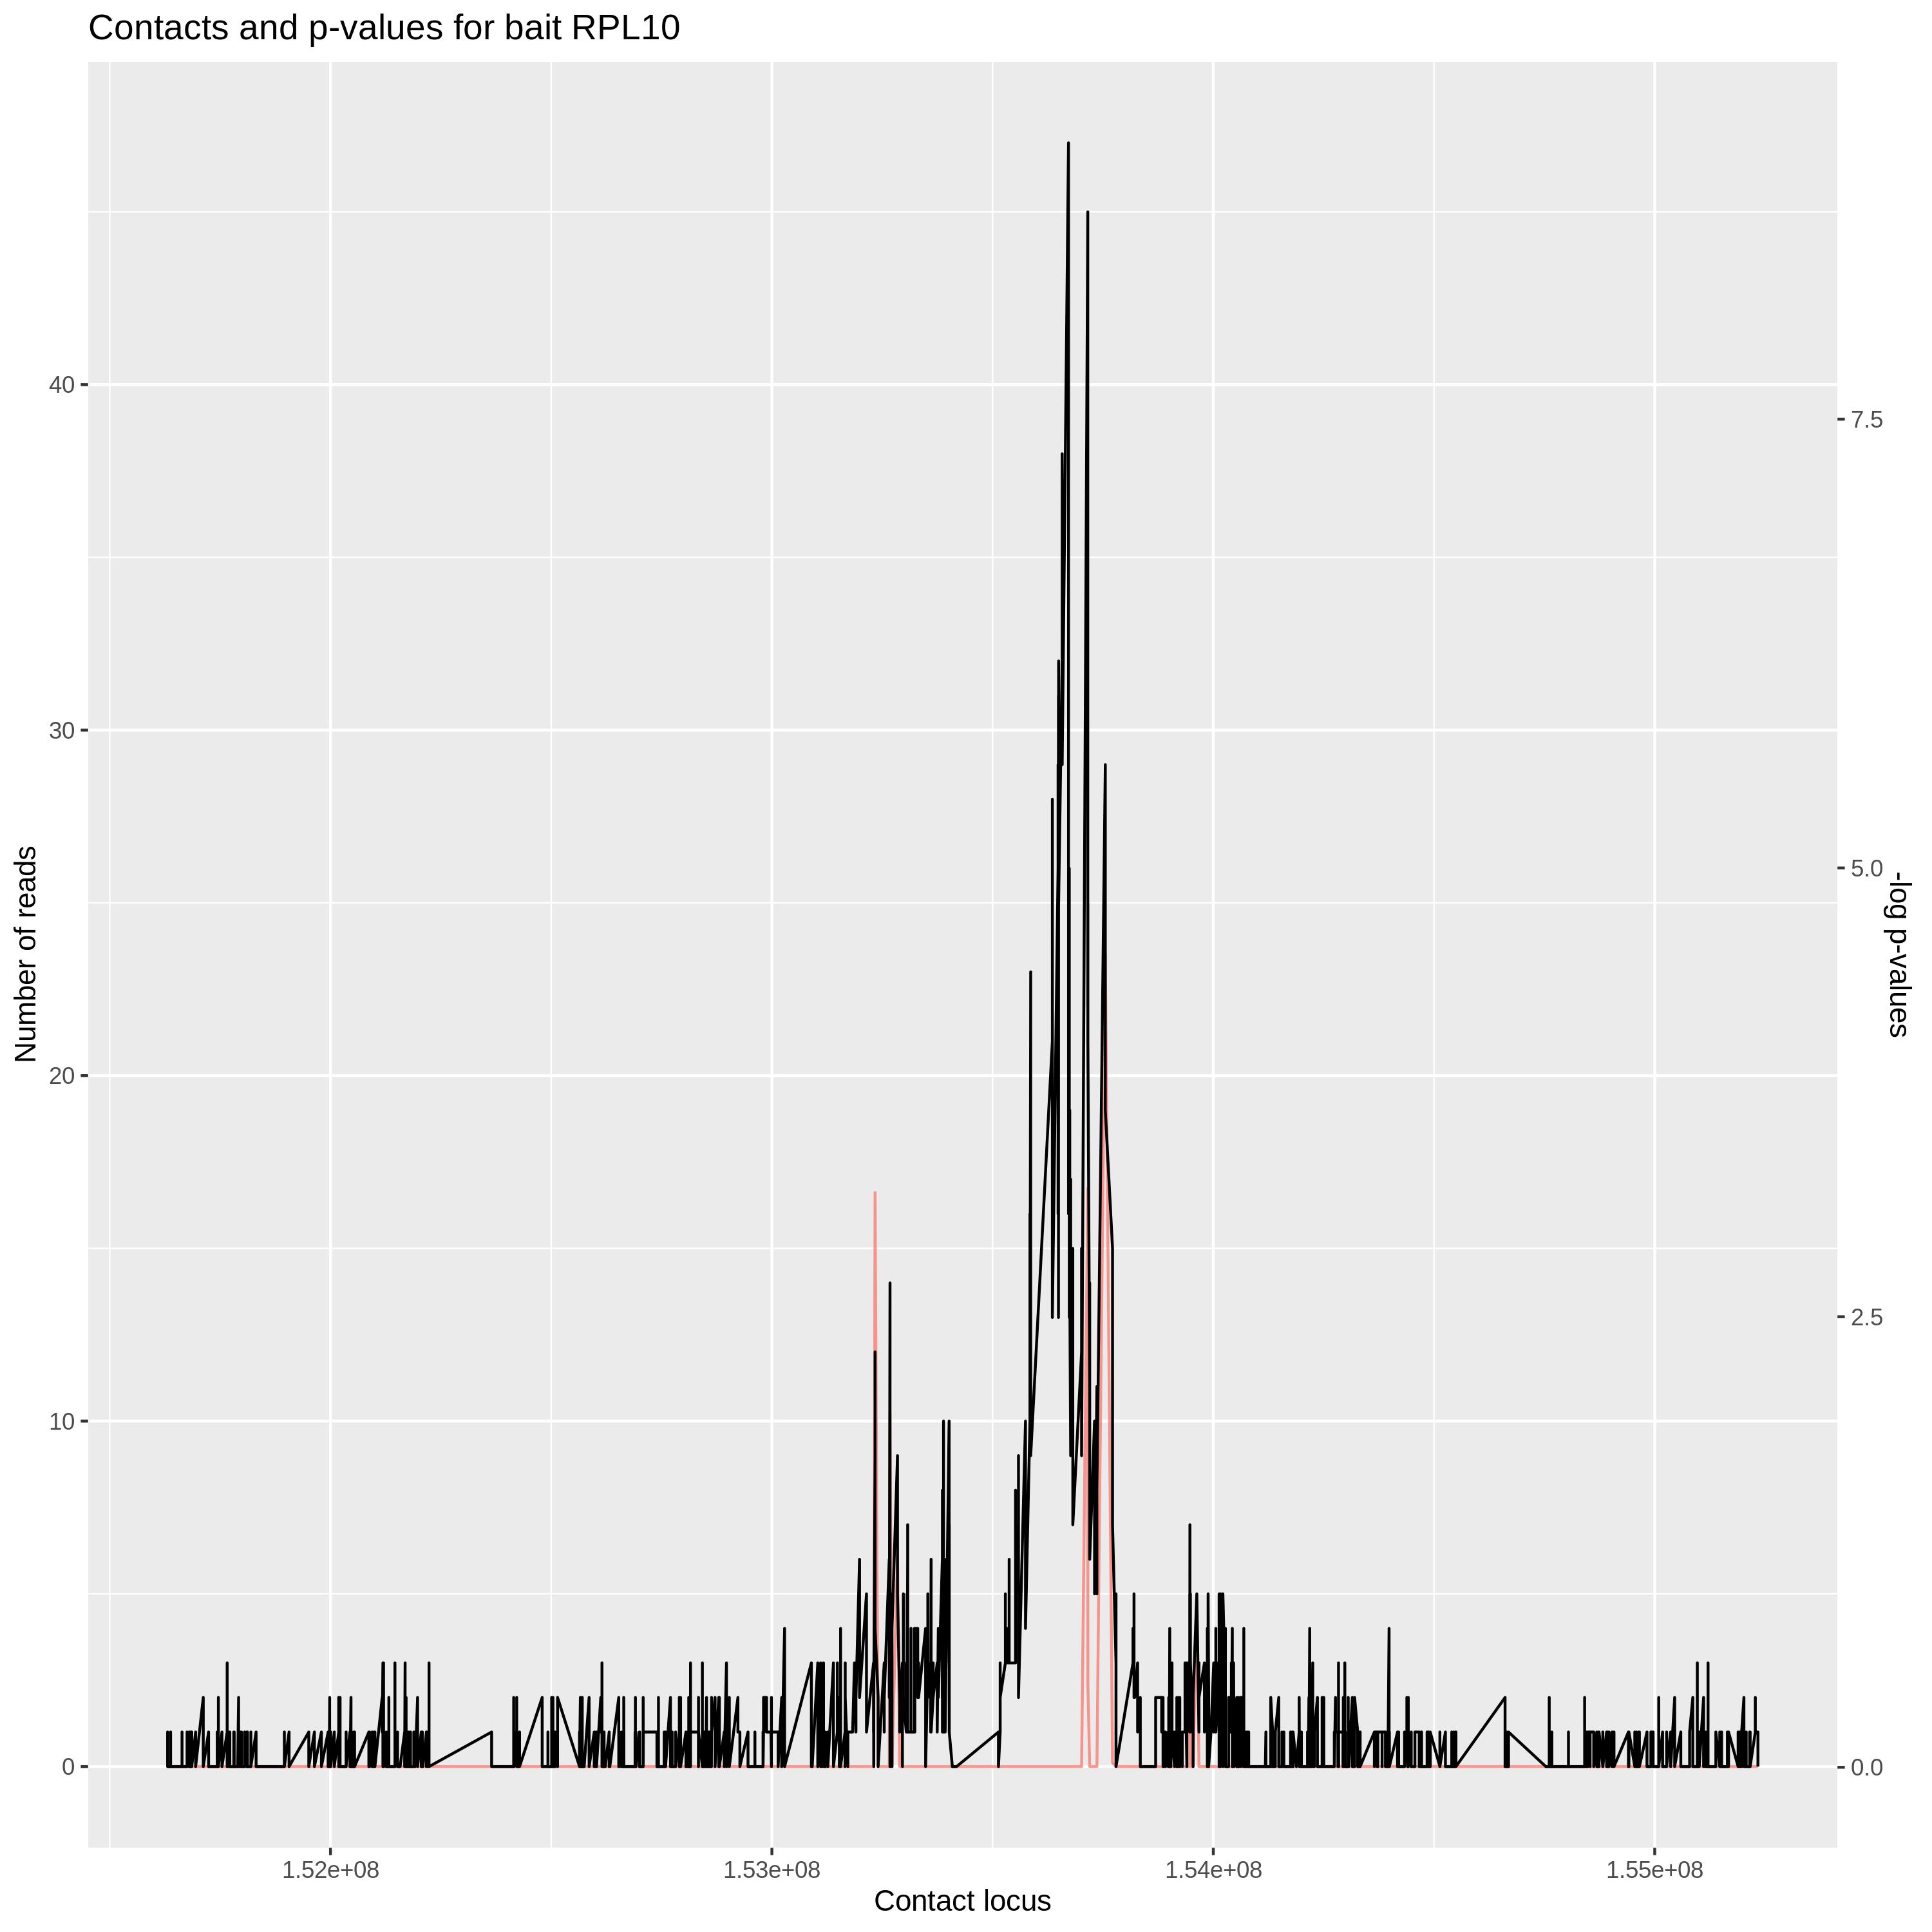 Contacts and p-values for bait RPL10
Number of reads
40
30
20
10
0
7.5
5.0
2.5
0.0
-log p-values
1.52e+08
1.53e+08
1.54e+08
1.55e+08
Contact locus